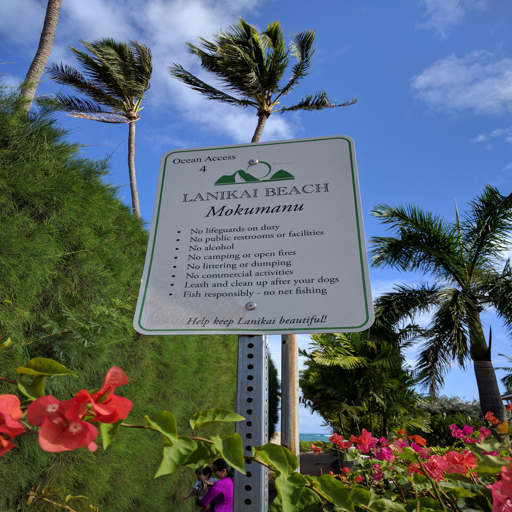 Ocean Access
4
LANIKAI BEACH
Mokumanu
• No lifeguards on duty
• No public restrooms or facilities
• No alcohol
• No camping or open fires
• No littering or dumping
• No commercial activities
• Leash and clean up after your dogs
• Fish responsibly - no net fishing
Help keep Lanikai beautiful!